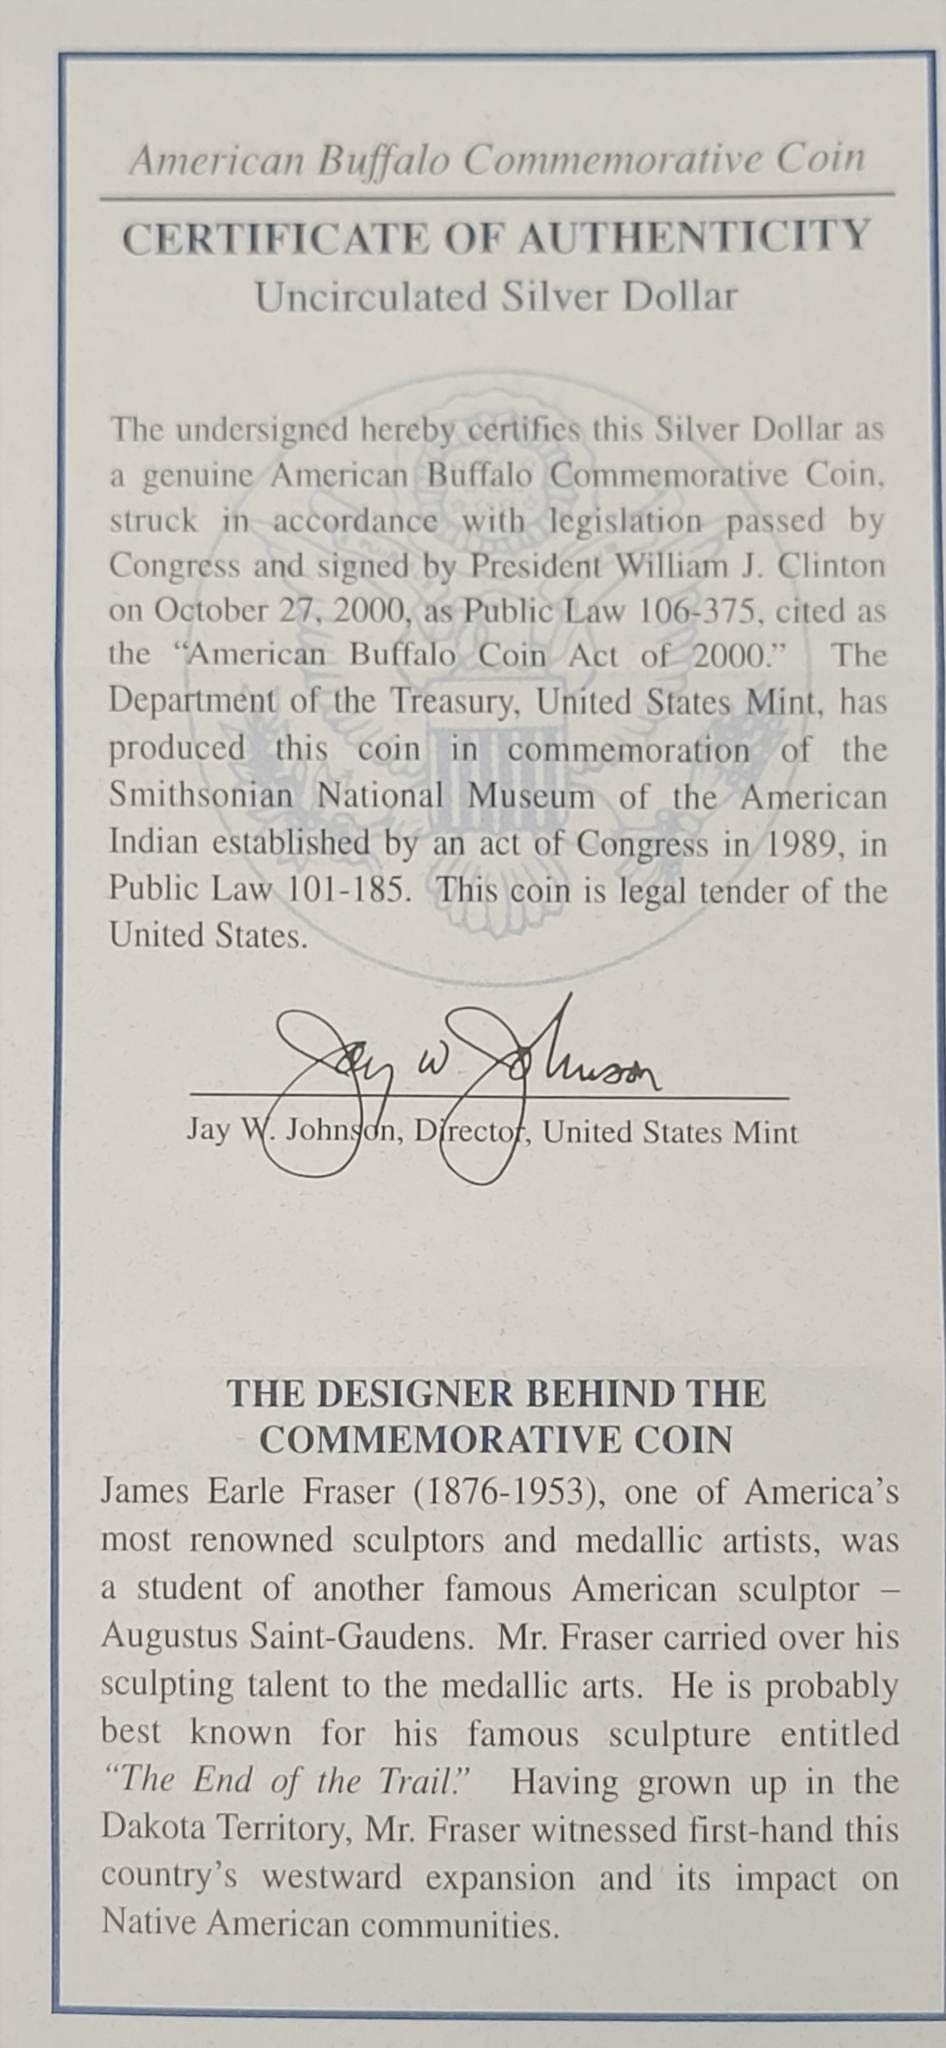 American Buffalo Commemorative Coin
CERTIFICATE OF AUTHENTICITY
Uncirculated Silver Dollar
The undersigned hereby certifies this Silver Dollar as
a genuine American Buffalo Commemorative Coin,
struck in accordance with legislation passed by
Congress and signed by President William J. Clinton
on October 27, 2000, as Public Law 106-375, cited as
the “American Buffalo Coin Act of 2000.” The
Department of the Treasury, United States Mint, has
produced this coin in commemoration of the
Smithsonian National Museum of the American
Indian established by an act of Congress in 1989, in
Public Law 101-185. This coin is legal tender of the
United States.
Jay W Johnson
Jay W. Johnson, Director, United States Mint
THE DESIGNER BEHIND THE
COMMEMORATIVE COIN
James Earle Fraser (1876-1953), one of America’s
most renowned sculptors and medallic artists, was
a student of another famous American sculptor –
Augustus Saint-Gaudens. Mr. Fraser carried over his
sculpting talent to the medallic arts. He is probably
best known for his famous sculpture entitled
“The End of the Trail.” Having grown up in the
Dakota Territory, Mr. Fraser witnessed first-hand this
country’s westward expansion and its impact on
Native American communities.